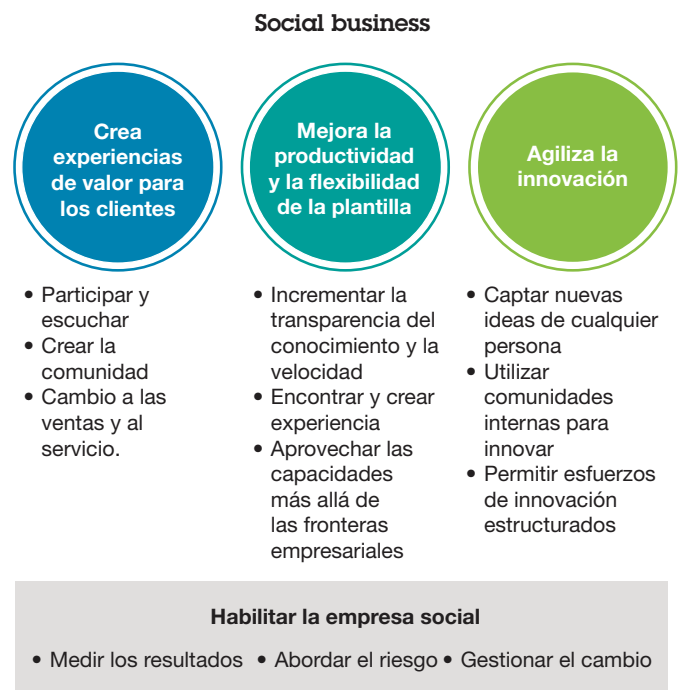 Social business
Crea
experiencias
de valor para
los clientes
Mejora la
productividad
y la flexibilidad
de la plantilla
Agiliza la
innovación
• Participar y
escuchar
• Crear la
comunidad
• Cambio a las
ventas y al
servicio.
• Incrementar la
transparencia del
conocimiento y la
velocidad
• Encontrar y crear
experiencia
• Aprovechar las
capacidades
más allá de
las fronteras
empresariales
• Captar nuevas
ideas de cualquier
persona
• Utilizar
comunidades
internas para
innovar
• Permitir esfuerzos
de innovación
estructurados
Habilitar la empresa social
• Medir los resultados • Abordar el riesgo • Gestionar el cambio